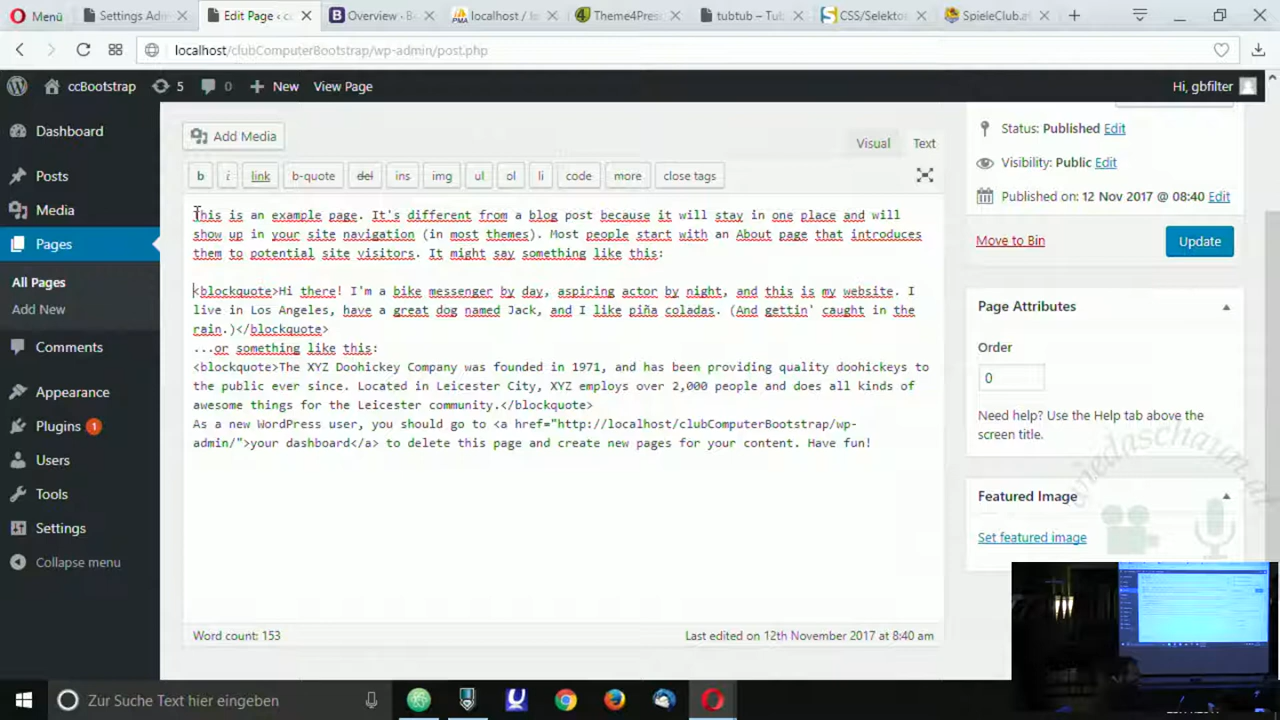 Menü
Settings Adm
Edit Page ‹ cc
Overview · B
localhost / lo
Theme4Pres
tubtub – Tu
CSS/Selekto
SpieleClub.a
localhost/clubComputerBootstrap/wp-admin/post.php
ccBootstrap 5 0 + New View Page Hi, gbfilter
Dashboard
Posts
Media
Pages
All Pages
Add New
Comments
Appearance
Plugins 1
Users
Tools
Settings
Collapse menu
Add Media
Visual Text
b i link b-quote del ins img ul ol li code more close tags
This is an example page. It's different from a blog post because it will stay in one place and will
show up in your site navigation (in most themes). Most people start with an About page that introduces
them to potential site visitors. It might say something like this:
<blockquote>Hi there! I'm a bike messenger by day, aspiring actor by night, and this is my website. I
live in Los Angeles, have a great dog named Jack, and I like piña coladas. (And gettin' caught in the
rain.)</blockquote>
...or something like this:
<blockquote>The XYZ Doohickey Company was founded in 1971, and has been providing quality doohickeys to
the public ever since. Located in Leicester City, XYZ employs over 2,000 people and does all kinds of
awesome things for the Leicester community.</blockquote>
As a new WordPress user, you should go to <a href="http://localhost/clubComputerBootstrap/wp-
admin/">your dashboard</a> to delete this page and create new pages for your content. Have fun!
Word count: 153
Last edited on 12th November 2017 at 8:40 am
Status: Published Edit
Visibility: Public Edit
Published on: 12 Nov 2017 @ 08:40 Edit
Move to Bin
Update
Page Attributes
Order
0
Need help? Use the Help tab above the
screen title.
Featured Image
Set featured image
wiedaschaun.at
Zur Suche Text hier eingeben